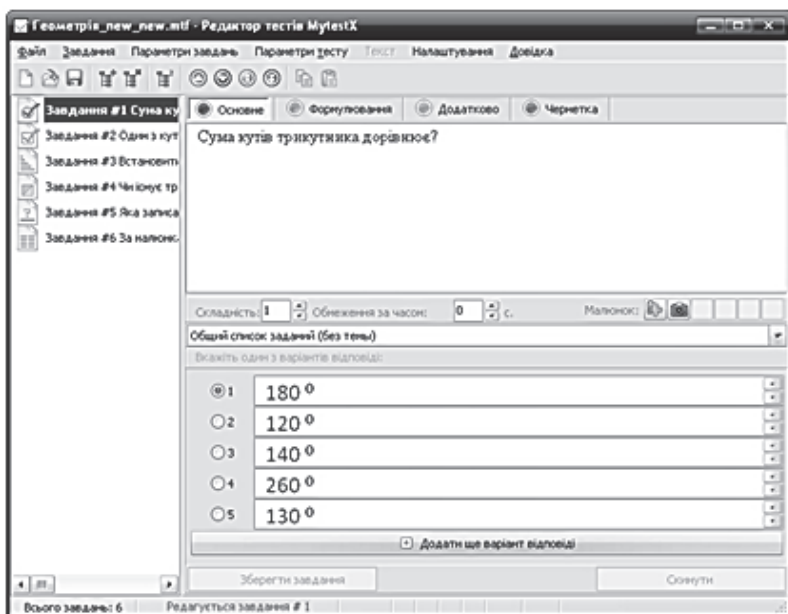 Геометрія_new_new.mtf - Редактор тестів MytestX
Файл Завдання Параметри завдань Параметри тесту Текст Налаштування Довідка
Завдання #1 Сума ку
Завдання #2 Один з кут
Завдання #3 Встановити
Завдання #4 Чи існує тр
Завдання #5 Яка записа
Завдання #6 За малюнк
Основне Формулювання Додатково Чернетка
Сума кутів трикутника дорівнює?
Складність: 1 Обмеження за часом: 0 с. Малюнок:
Общий список заданий (без темы)
Вкажіть один з варіантів відповіді:
1 180 º
2 120 º
3 140 º
4 260 º
5 130 º
Додати ще варіант відповіді
Зберегти завдання Скинути
Всього завдань: 6 Редагується завдання # 1